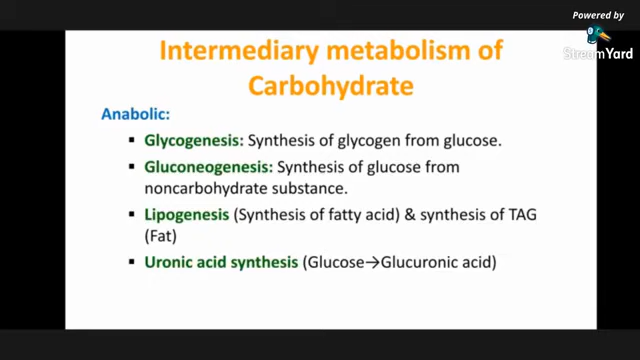 Powered by
StreamYard
Intermediary metabolism of
Carbohydrate
Anabolic:
▪ Glycogenesis: Synthesis of glycogen from glucose.
▪ Gluconeogenesis: Synthesis of glucose from
noncarbohydrate substance.
▪ Lipogenesis (Synthesis of fatty acid) & synthesis of TAG
(Fat)
▪ Uronic acid synthesis (Glucose→Glucuronic acid)